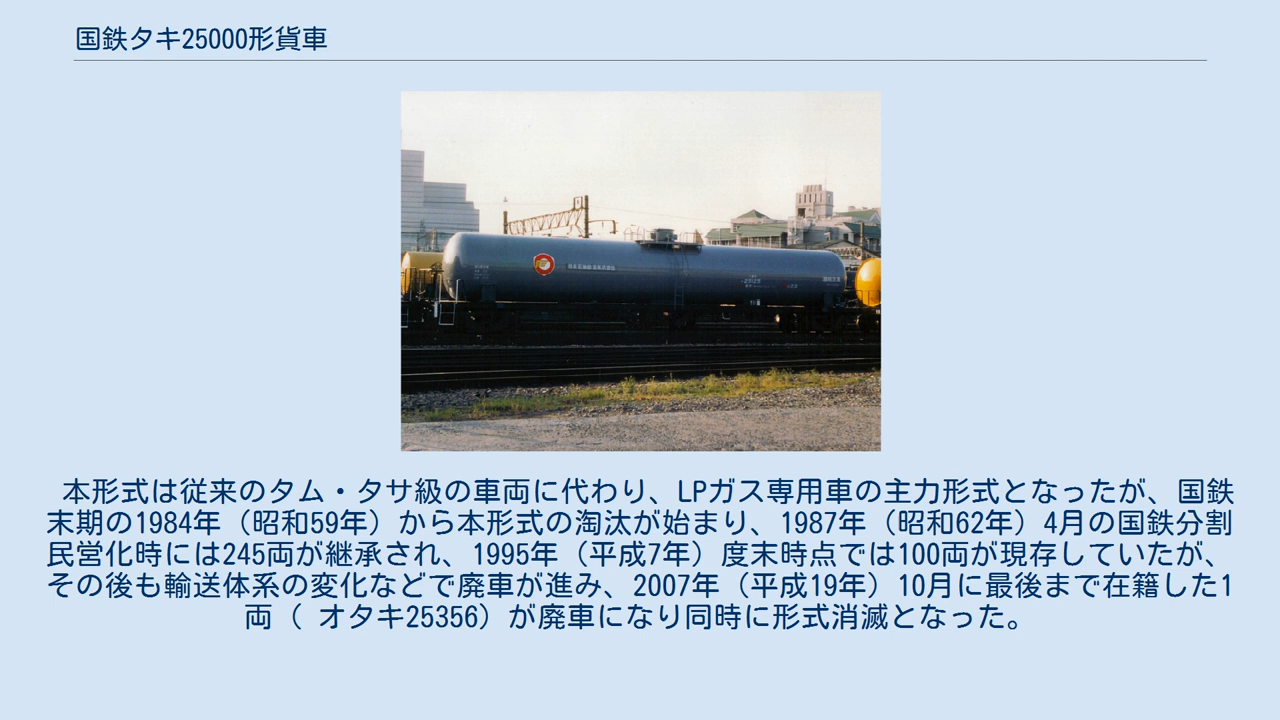 国鉄タキ25000形貨車
本形式は従来のタム・タサ級の車両に代わり、LPガス専用車の主力形式となったが、国鉄
末期の1984年（昭和59年）から本形式の淘汰が始まり、1987年（昭和62年）4月の国鉄分割
民営化時には245両が継承され、1995年（平成7年）度末時点では100両が現存していたが、
その後も輸送体系の変化などで廃車が進み、2007年（平成19年）10月に最後まで在籍した1
両（ オタキ25356）が廃車になり同時に形式消滅となった。